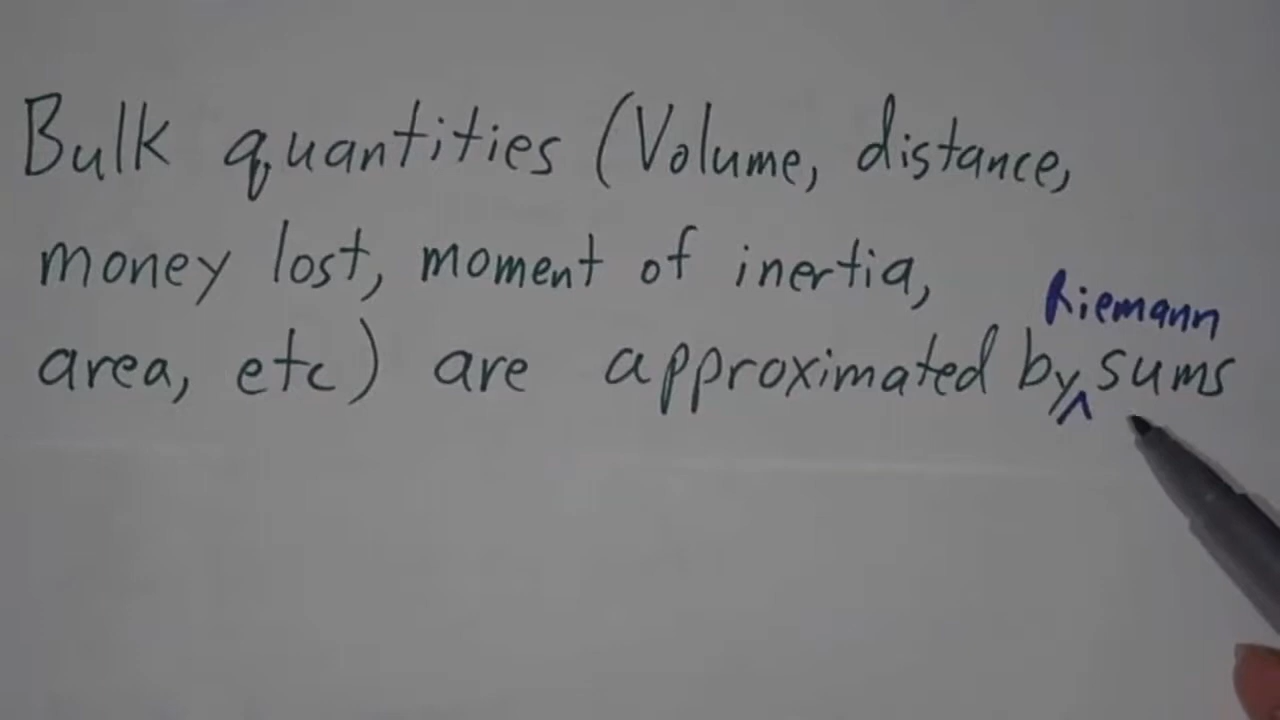 Bulk quantities (Volume, distance,
money lost, moment of inertia,
Riemann
area, etc) are approximated by ^ sums